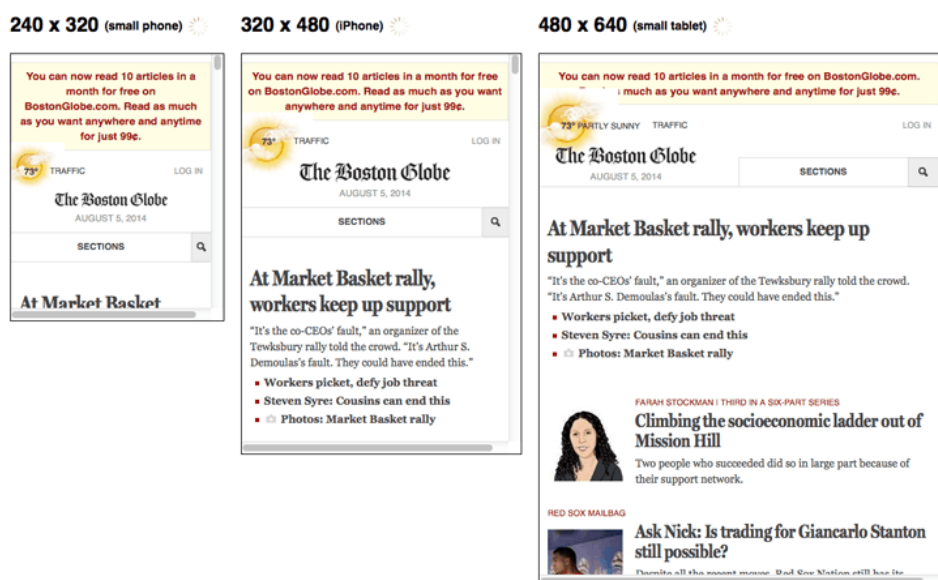 240 x 320 (small phone)
You can now read 10 articles in a
month for free on
BostonGlobe.com. Read as much
as you want anywhere and anytime
for just 99¢.
73° TRAFFIC LOG IN
The Boston Globe
AUGUST 5, 2014
SECTIONS
At Market Basket
320 x 480 (iPhone)
You can now read 10 articles in a month for free
on BostonGlobe.com. Read as much as you want
anywhere and anytime for just 99¢.
73° TRAFFIC LOG IN
The Boston Globe
AUGUST 5, 2014
SECTIONS
At Market Basket rally,
workers keep up support
“It’s the co-CEOs’ fault,” an organizer of the
Tewksbury rally told the crowd. “It’s Arthur S.
Demoulas’s fault. They could have ended this.”
Workers picket, defy job threat
Steven Syre: Cousins can end this
Photos: Market Basket rally
480 x 640 (small tablet)
You can now read 10 articles in a month for free on BostonGlobe.com.
much as you want anywhere and anytime for just 99¢.
73° PARTLY SUNNY TRAFFIC LOG IN
The Boston Globe
AUGUST 5, 2014
SECTIONS
At Market Basket rally, workers keep up
support
“It’s the co-CEOs’ fault,” an organizer of the Tewksbury rally told the crowd.
“It’s Arthur S. Demoulas’s fault. They could have ended this.”
Workers picket, defy job threat
Steven Syre: Cousins can end this
Photos: Market Basket rally
FARAH STOCKMAN | THIRD IN A SIX-PART SERIES
Climbing the socioeconomic ladder out of
Mission Hill
Two people who succeeded did so in large part because of
their support network.
RED SOX MAILBAG
Ask Nick: Is trading for Giancarlo Stanton
still possible?
Despite all the recent moves, Red Sox Nation still has its